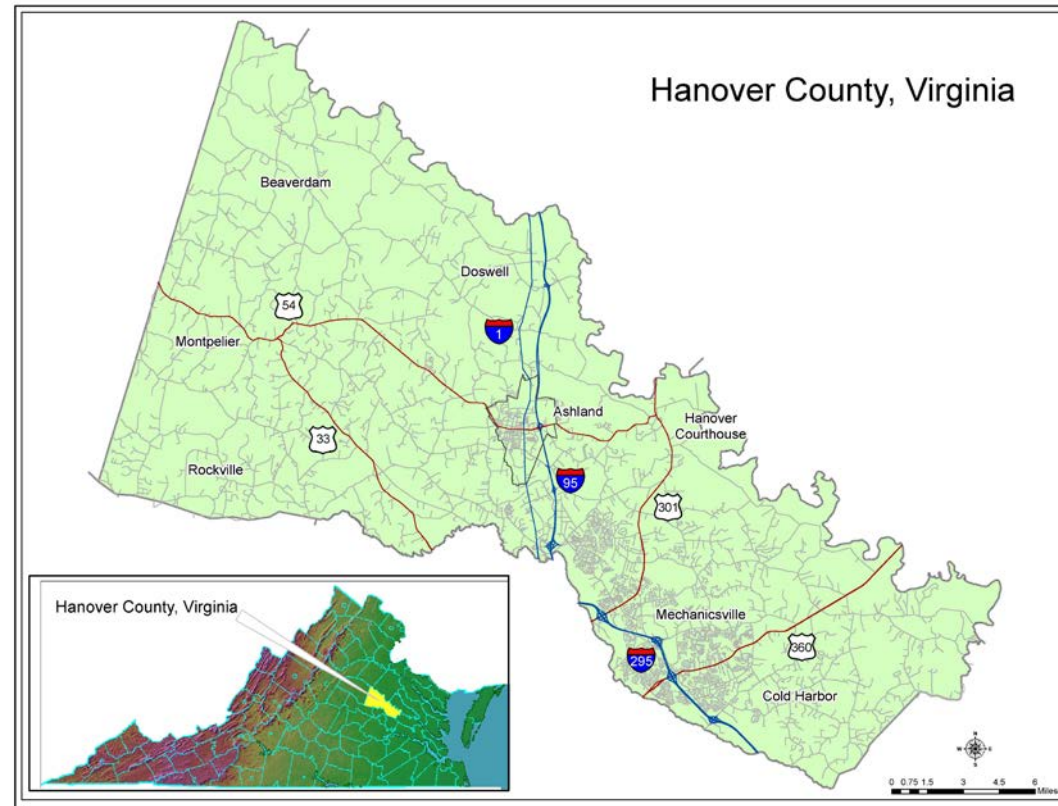 Hanover County, Virginia
Beaverdam
Doswell
54
1
Montpelier
Ashland
Hanover
Courthouse
33
Rockville
95
301
Hanover County, Virginia
Mechanicsville
360
295
Cold Harbor
N
W E
S
0 0.75 1.5 3 4.5 6
Miles